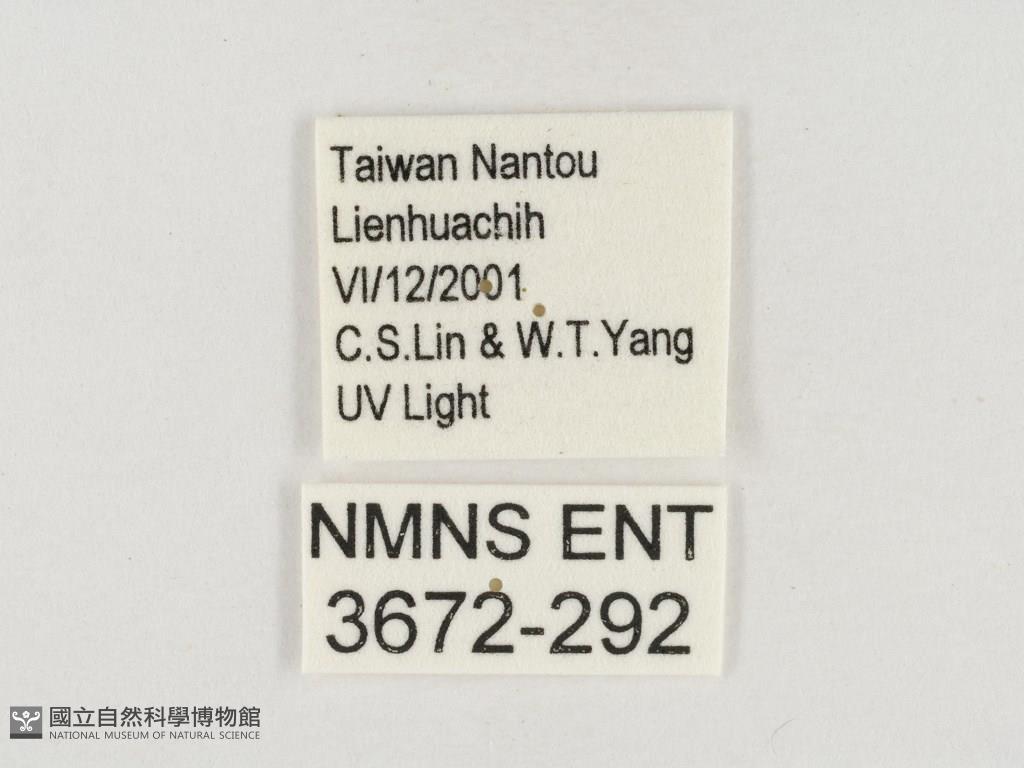 Taiwan Nantou
Lienhuachih
VI/12/2001
C.S.Lin & W.T.Yang
UV Light
NMNS ENT
3672-292
國立自然科學博物館
NATIONAL MUSEUM OF NATURAL SCIENCE